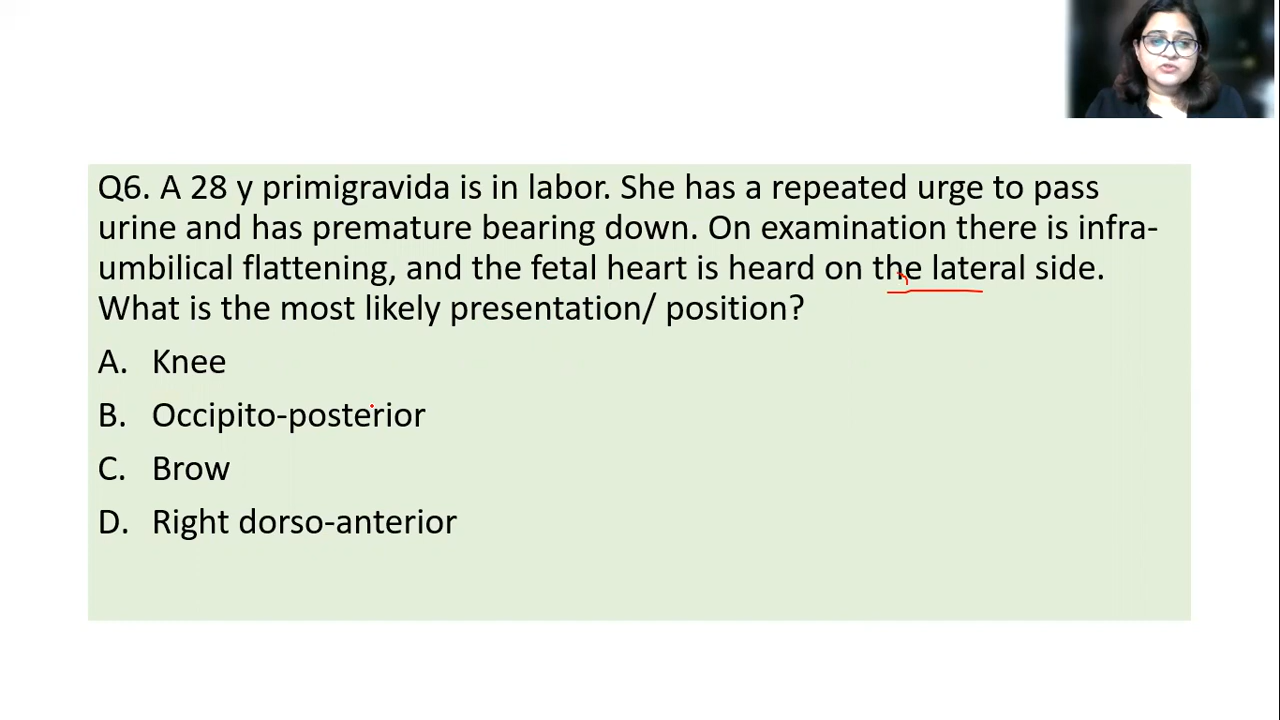 Q6. A 28 y primigravida is in labor. She has a repeated urge to pass
urine and has premature bearing down. On examination there is infra-
umbilical flattening, and the fetal heart is heard on the lateral side.
What is the most likely presentation/ position?
A. Knee
B. Occipito-posterior
C. Brow
D. Right dorso-anterior